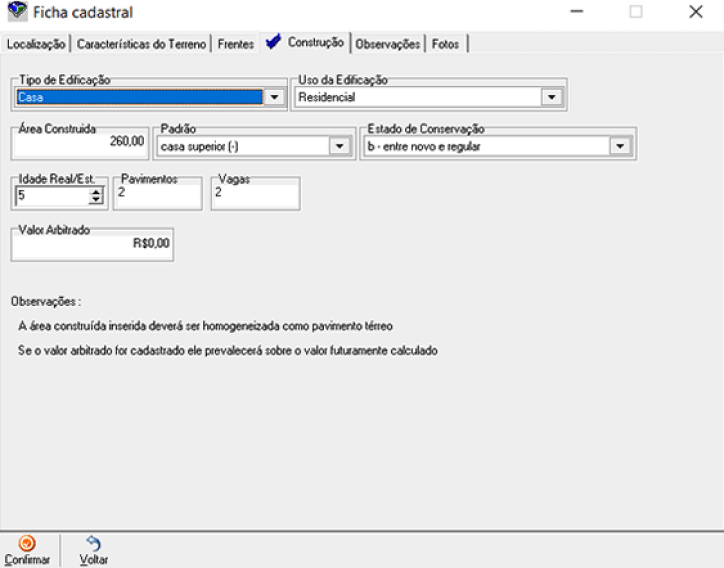 Ficha cadastral
Localização | Características do Terreno | Frentes | Construção | Observações | Fotos |
Tipo de Edificação Uso da Edificação
Casa Residencial
Área Construida Padrão Estado de Conservação
260,00 casa superior (-) b - entre novo e regular
Idade Real/Est. Pavimentos Vagas
5 2 2
Valor Arbitrado
R$0,00
Observações :
A área construída inserida deverá ser homogeneizada como pavimento térreo
Se o valor arbitrado for cadastrado ele prevalecerá sobre o valor futuramente calculado
Confirmar Voltar